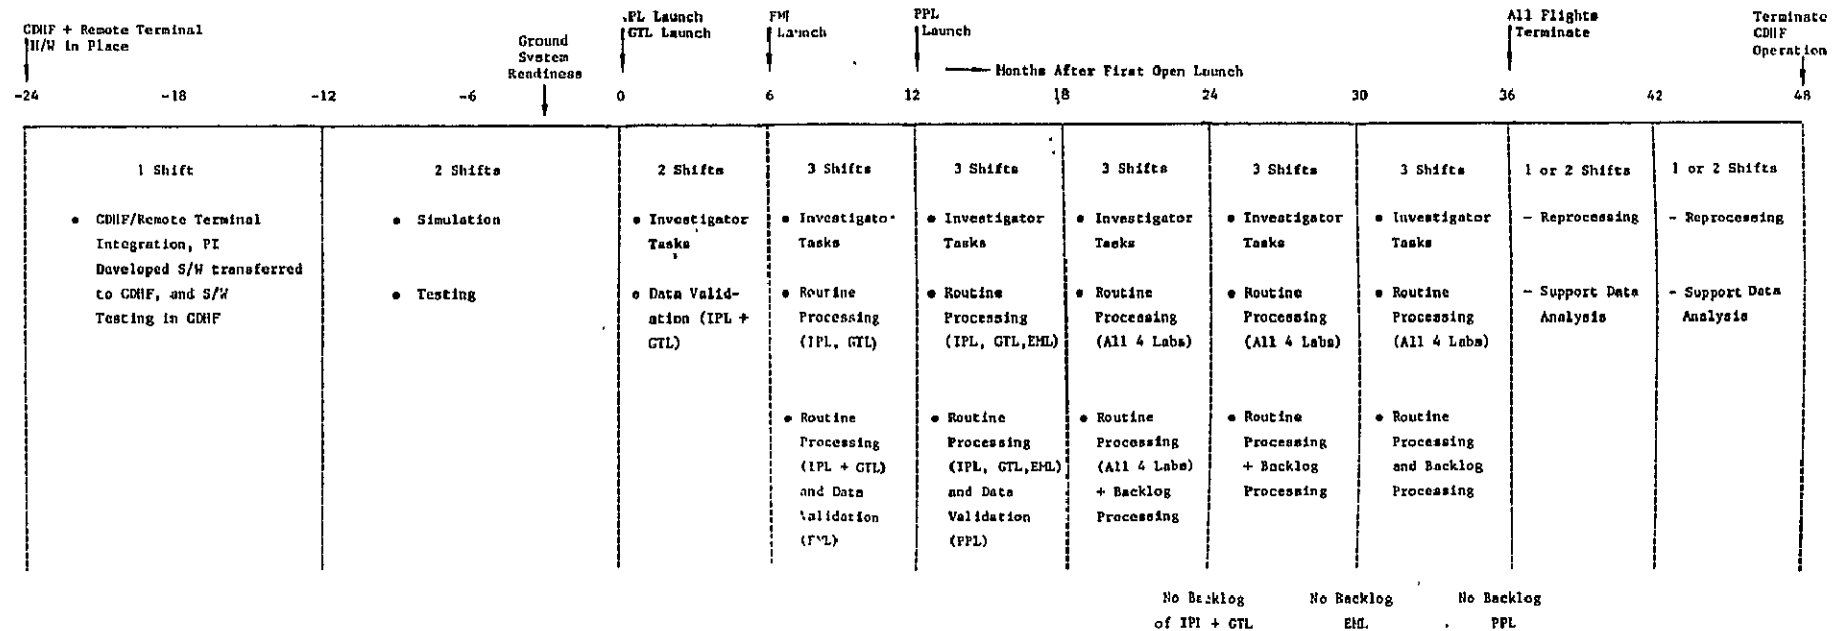 CDHF + Remote Terminal
H/W in Place
Ground
System
Readiness
IPL Launch
GTL Launch
EML
Launch
PPL
Launch
Months After First Open Launch
All Flights
Terminate
Terminate
CDHF
Operation
-24 -18 -12 -6 0 6 12 18 24 30 36 42 48
1 Shift
• CDHF/Remote Terminal
Integration, PI
Developed S/W transferred
to CDHF, and S/W
Testing in CDHF
2 Shifts
• Simulation
• Testing
2 Shifts
• Investigator
Tasks
• Data Valid-
ation (IPL +
GTL)
3 Shifts
• Investigator
Tasks
• Routine
Processing
(IPL, GTL)
• Routine
Processing
(IPL + GTL)
and Data
Validation
(EML)
3 Shifts
• Investigator
Tasks
• Routine
Processing
(IPL, GTL,EML)
• Routine
Processing
(IPL, GTL,EML)
and Data
Validation
(PPL)
3 Shifts
• Investigator
Tasks
• Routine
Processing
(All 4 Labs)
• Routine
Processing
(All 4 Labs)
+ Backlog
Processing
3 Shifts
• Investigator
Tasks
• Routine
Processing
(All 4 Labs)
• Routine
Processing
+ Backlog
Processing
3 Shifts
• Investigator
Tasks
• Routine
Processing
(All 4 Labs)
• Routine
Processing
and Backlog
Processing
1 or 2 Shifts
- Reprocessing
- Support Data
Analysis
1 or 2 Shifts
- Reprocessing
- Support Data
Analysis
No Backlog
of IPL + GTL
No Backlog
EML
No Backlog
PPL